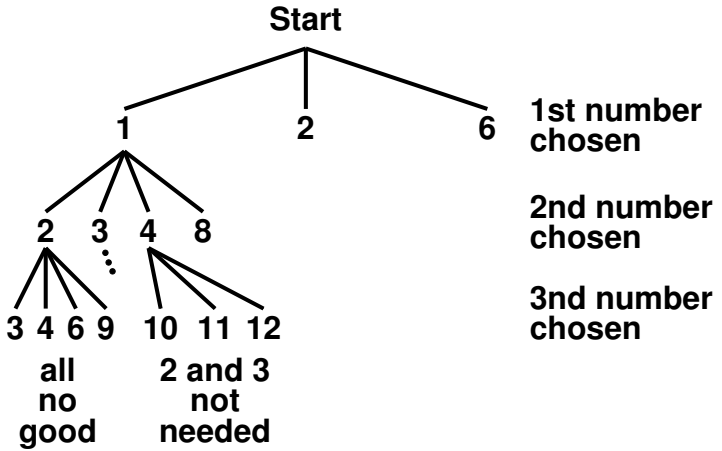 Start
1 2 6
1st number
chosen
2 3 4 8
2nd number
chosen
3 4 6 9 10 11 12
3nd number
chosen
all
no
good
2 and 3
not
needed